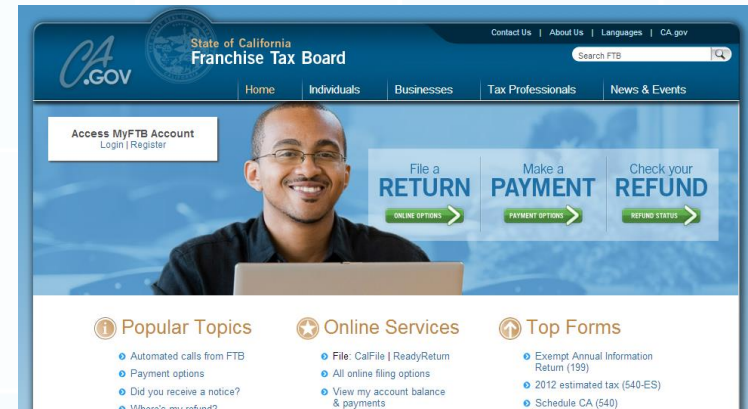 Contact Us | About Us | Languages | CA.gov
CA
.GOV
State of California
Franchise Tax Board
Search FTB
Home Individuals Businesses Tax Professionals News & Events
Access MyFTB Account
Login | Register
File a
RETURN
ONLINE OPTIONS
Make a
PAYMENT
PAYMENT OPTIONS
Check your
REFUND
REFUND STATUS
Popular Topics
Automated calls from FTB
Payment options
Did you receive a notice?
Where's my refund?
Online Services
File: CalFile | ReadyReturn
All online filing options
View my account balance
& payments
Top Forms
Exempt Annual Information
Return (199)
2012 estimated tax (540-ES)
Schedule CA (540)